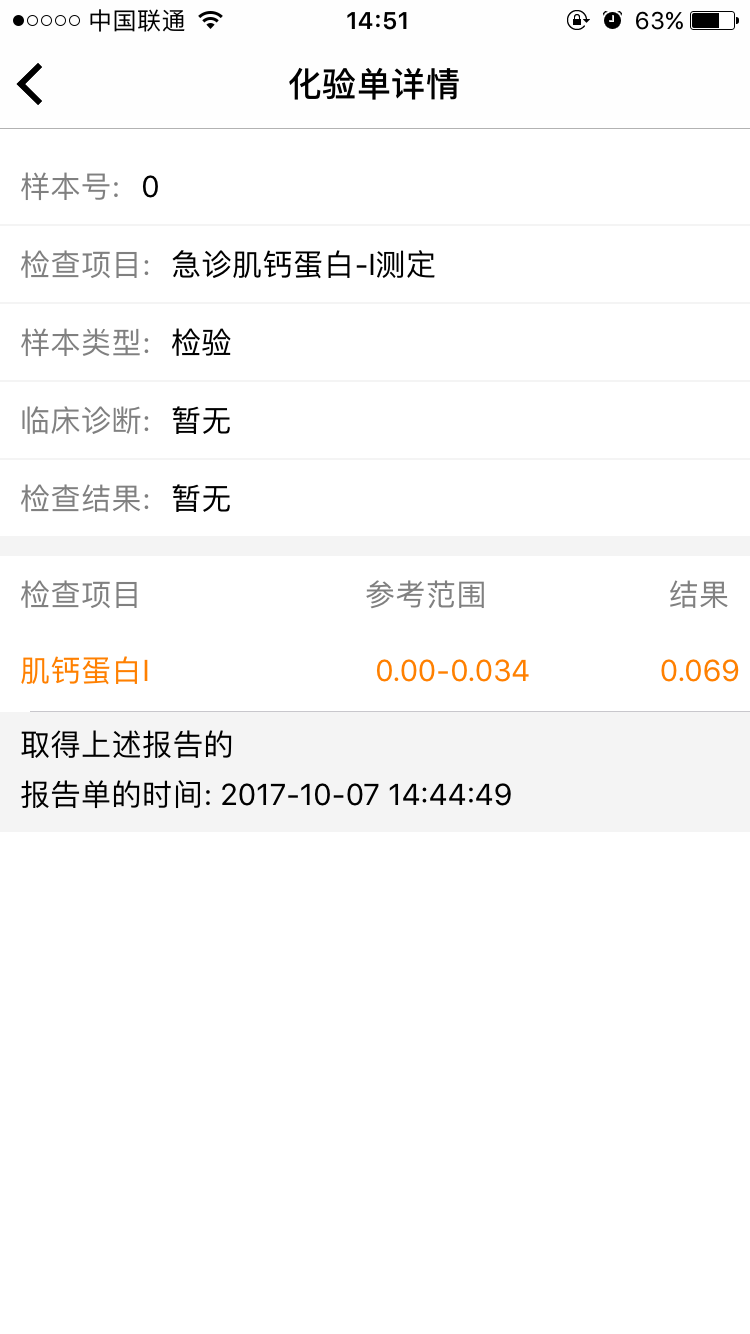 中国联通 14:51 63%
化验单详情
样本号: 0
检查项目: 急诊肌钙蛋白-I测定
样本类型: 检验
临床诊断: 暂无
检查结果: 暂无
检查项目 参考范围 结果
肌钙蛋白I 0.00-0.034 0.069
取得上述报告的
报告单的时间: 2017-10-07 14:44:49